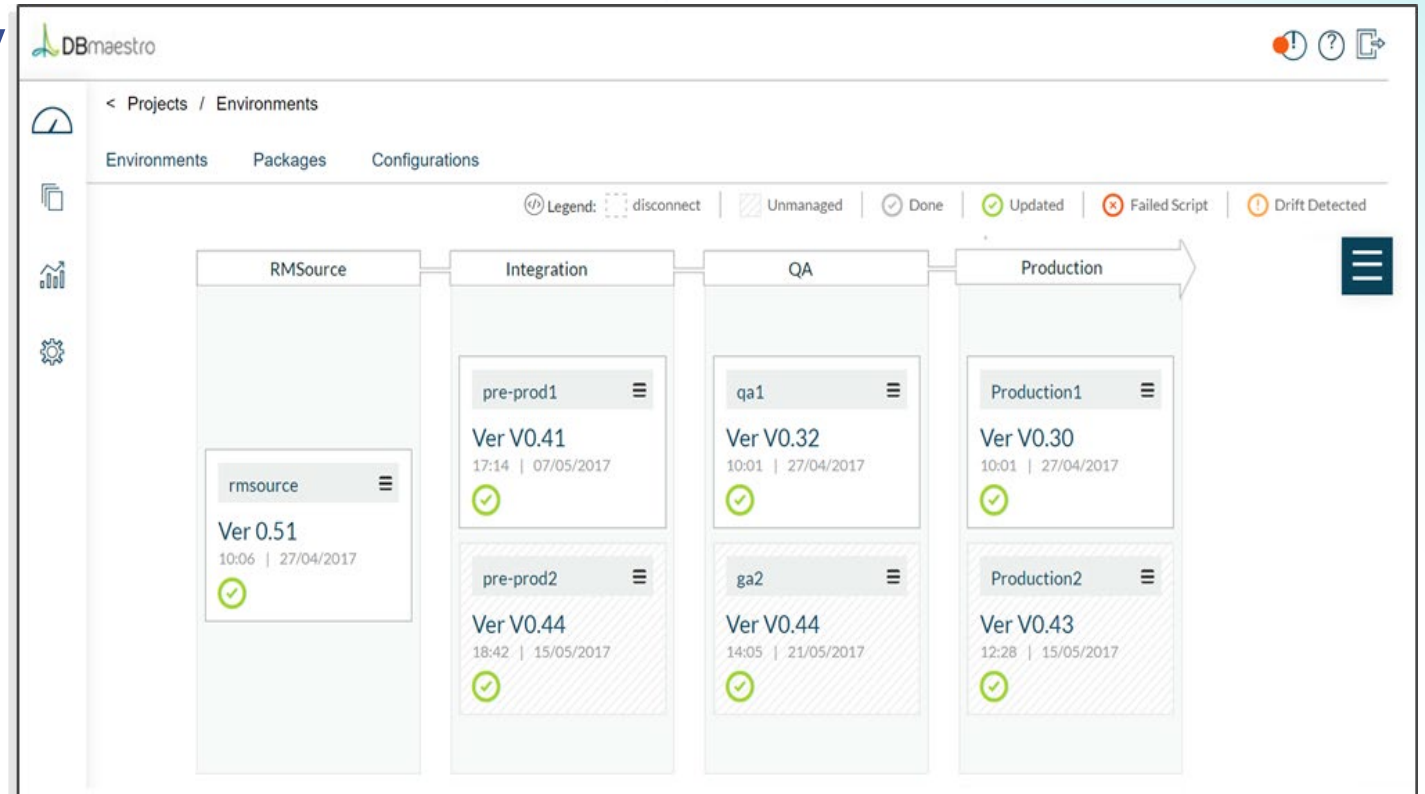 DBmaestro
< Projects / Environments
Environments Packages Configurations
Legend: disconnect Unmanaged Done Updated Failed Script Drift Detected
RMSource Integration QA Production
pre-prod1
Ver V0.41
17:14 | 07/05/2017
qa1
Ver V0.32
10:01 | 27/04/2017
Production1
Ver V0.30
10:01 | 27/04/2017
rmsource
Ver 0.51
10:06 | 27/04/2017
pre-prod2
Ver V0.44
18:42 | 15/05/2017
ga2
Ver V0.44
14:05 | 21/05/2017
Production2
Ver V0.43
12:28 | 15/05/2017